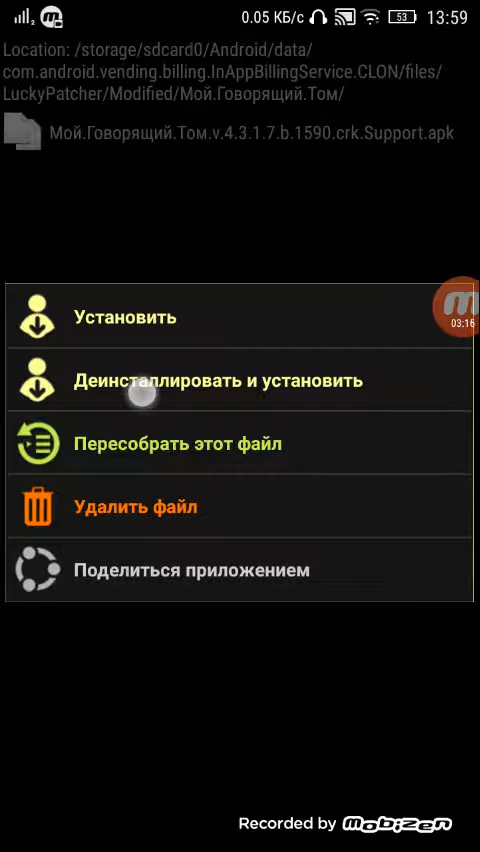 0.05 КБ/с 53 13:59
Location: /storage/sdcard0/Android/data/
com.android.vending.billing.InAppBillingService.CLON/files/
LuckyPatcher/Modified/Мой.Говорящий.Том/
Мой.Говорящий.Том.v.4.3.1.7.b.1590.crk.Support.apk
Установить
03:16
Деинсталлировать и установить
Пересобрать этот файл
Удалить файл
Поделиться приложением
Recorded by Mobizen